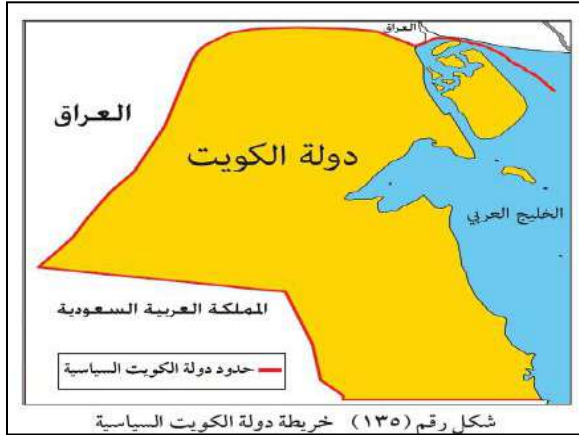 العراق
العراق
دولة الكويت
الخليج العربي
المملكة العربية السعودية
حدود دولة الكويت السياسية
شكل رقم (١٣٥) خريطة دولة الكويت السياسية